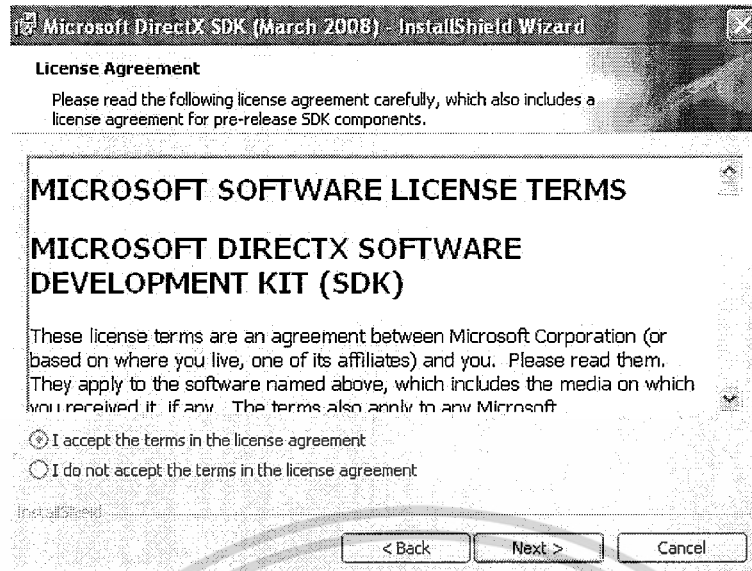 Microsoft DirectX SDK (March 2008) - InstallShield Wizard
License Agreement
Please read the following license agreement carefully, which also includes a
license agreement for pre-release SDK components.
MICROSOFT SOFTWARE LICENSE TERMS
MICROSOFT DIRECTX SOFTWARE
DEVELOPMENT KIT (SDK)
These license terms are an agreement between Microsoft Corporation (or
based on where you live, one of its affiliates) and you. Please read them.
They apply to the software named above, which includes the media on which
you received it, if any. The terms also apply to any Microsoft
I accept the terms in the license agreement
I do not accept the terms in the license agreement
InstallShield
< Back Next > Cancel